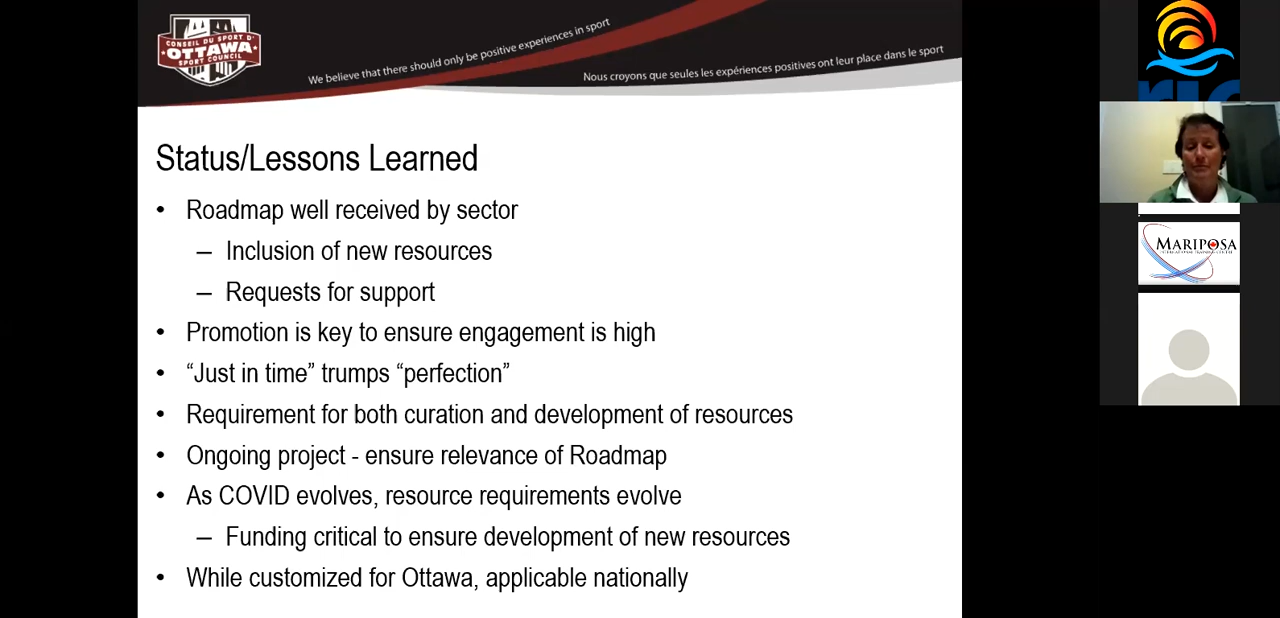 CONSEIL DU SPORT D'
OTTAWA
SPORT COUNCIL
We believe that there should only be positive experiences in sport
Nous croyons que seules les expériences positives ont leur place dans le sport
Status/Lessons Learned
• Roadmap well received by sector
– Inclusion of new resources
– Requests for support
• Promotion is key to ensure engagement is high
• “Just in time” trumps “perfection”
• Requirement for both curation and development of resources
• Ongoing project - ensure relevance of Roadmap
• As COVID evolves, resource requirements evolve
– Funding critical to ensure development of new resources
• While customized for Ottawa, applicable nationally
MARIPOSA